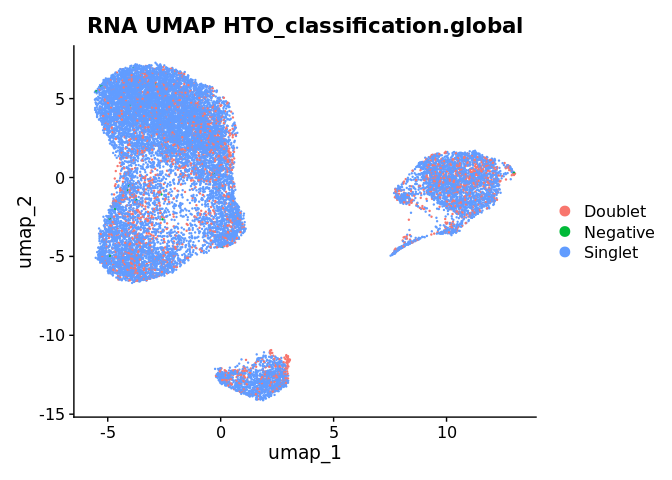 RNA UMAP HTO_classification.global
umap_2
5
0
-5
-10
-15
-5
0
5
10
umap_1
Doublet
Negative
Singlet